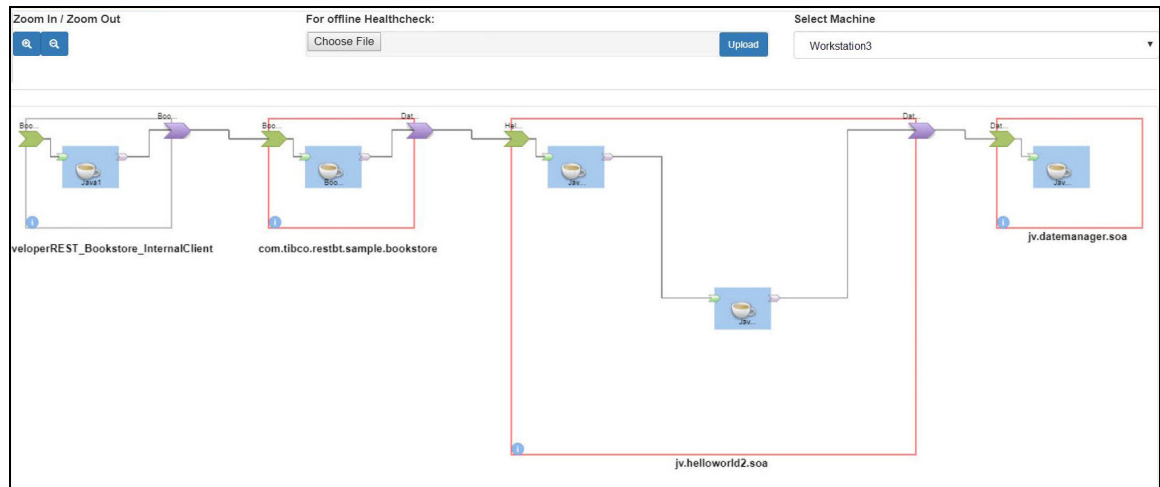 Zoom In / Zoom Out
For offline Healthcheck:
Select Machine
Choose File
Upload
Workstation3
Boo...
Boo...
Boo...
Dat...
Hel...
Dat...
Dat...
Java1
Boo...
Jav...
Jav...
i
i
i
veloperREST_Bookstore_InternalClient
com.tibco.restbt.sample.bookstore
jv.datemanager.soa
Jav...
i
jv.helloworld2.soa